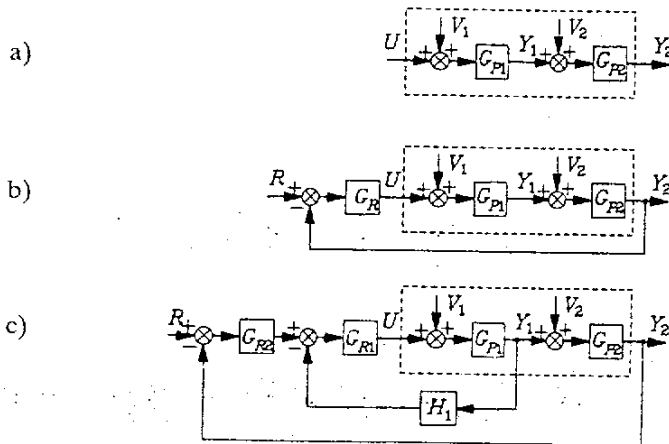 a)
V1 V2
U + + GP1 Y1 + + GP2 Y2
b)
V1 V2
R + − GR U + + GP1 Y1 + + GP2 Y2
c)
V1 V2
R + − GR2 + − GR1 U + + GP1 Y1 + + GP2 Y2
H1